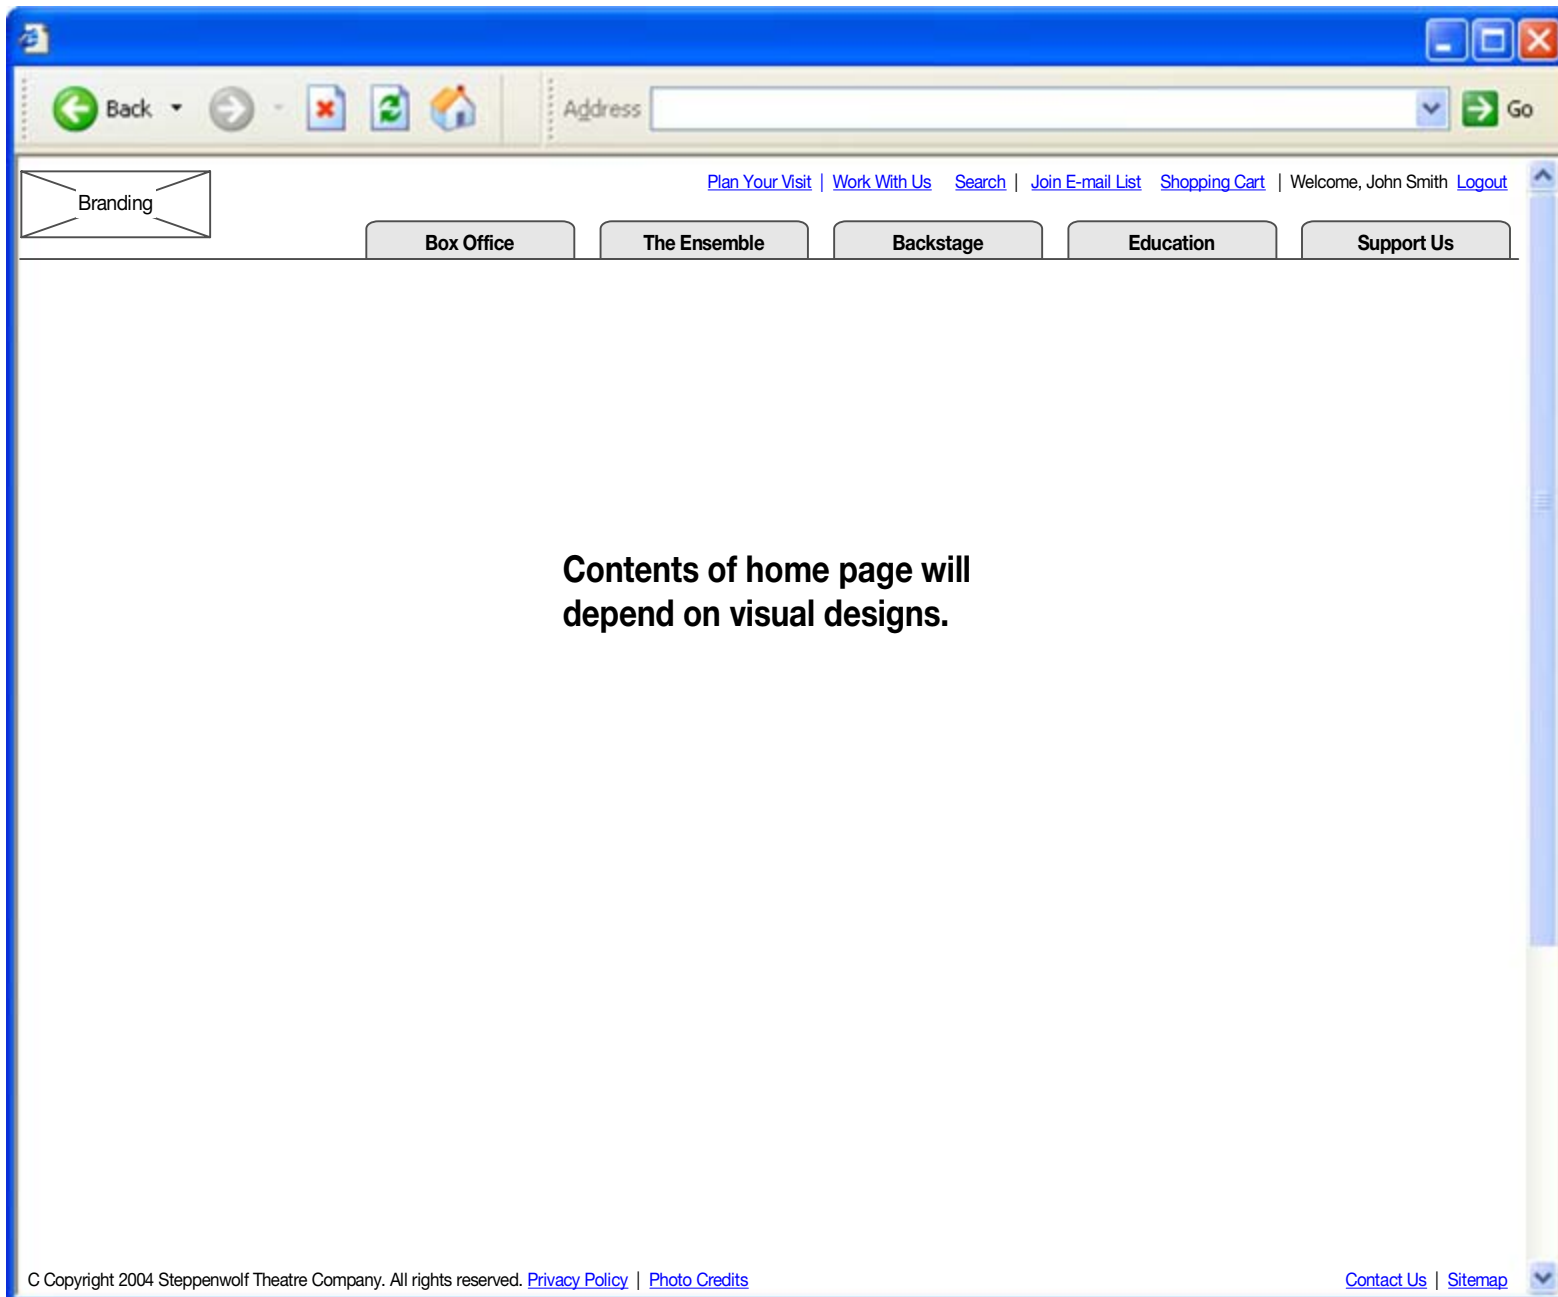 Back
Address
Go
Branding
Plan Your Visit | Work With Us Search | Join E-mail List Shopping Cart | Welcome, John Smith Logout
Box Office The Ensemble Backstage Education Support Us
Contents of home page will
depend on visual designs.
C Copyright 2004 Steppenwolf Theatre Company. All rights reserved. Privacy Policy | Photo Credits
Contact Us | Sitemap